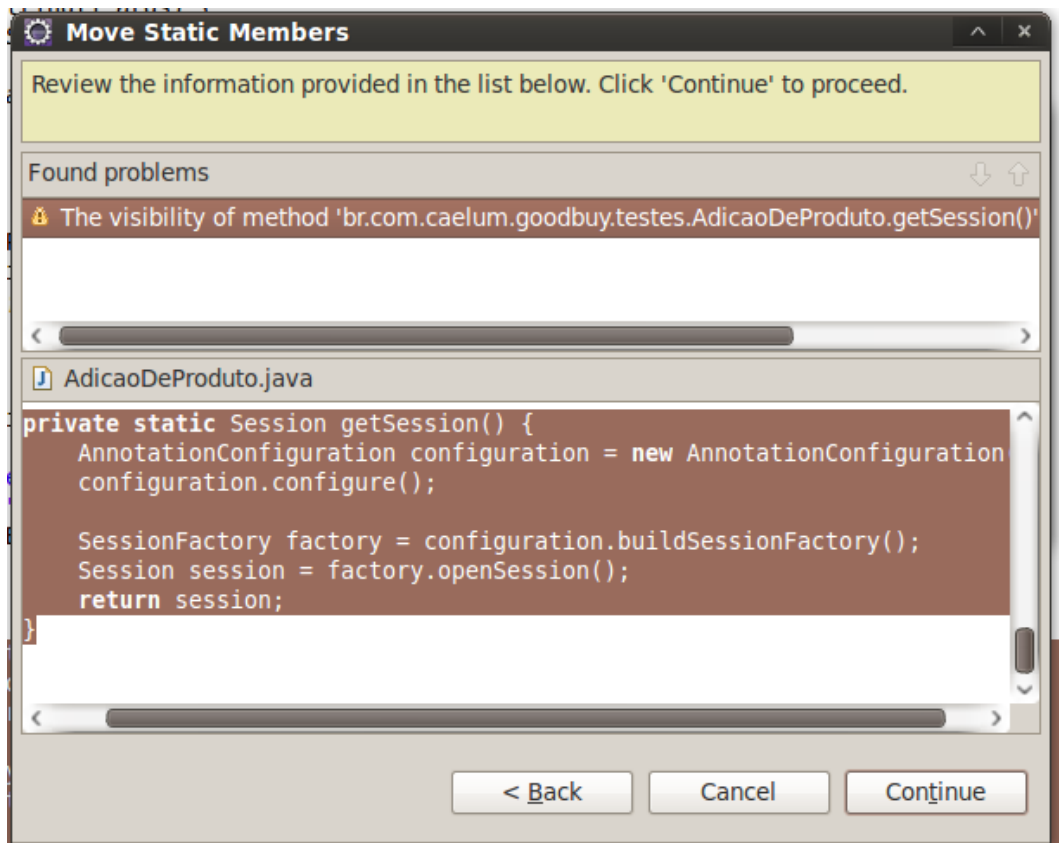 Move Static Members
Review the information provided in the list below. Click 'Continue' to proceed.
Found problems
The visibility of method 'br.com.caelum.goodbuy.testes.AdicaoDeProduto.getSession()'
AdicaoDeProduto.java
private static Session getSession() {
    AnnotationConfiguration configuration = new AnnotationConfiguration
    configuration.configure();
    SessionFactory factory = configuration.buildSessionFactory();
    Session session = factory.openSession();
    return session;
}
< Back
Cancel
Continue